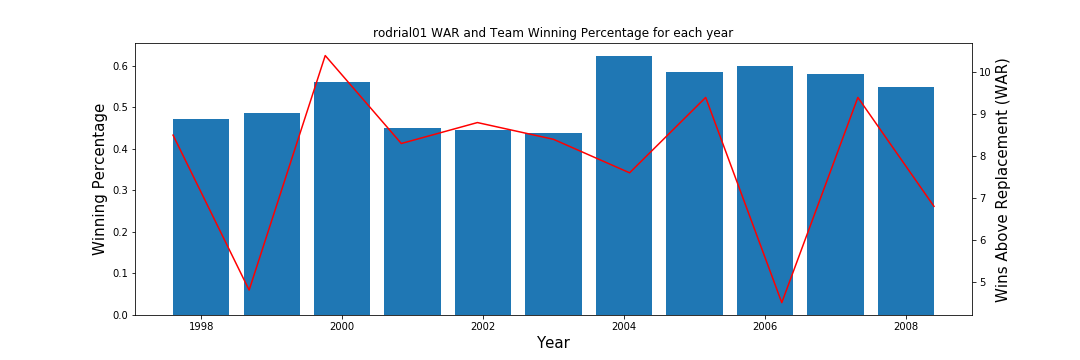 rodrial01 WAR and Team Winning Percentage for each year
Winning Percentage
0.6
0.5
0.4
0.3
0.2
0.1
0.0
10
9
8
7
6
5
Wins Above Replacement (WAR)
1998 2000 2002 2004 2006 2008
Year